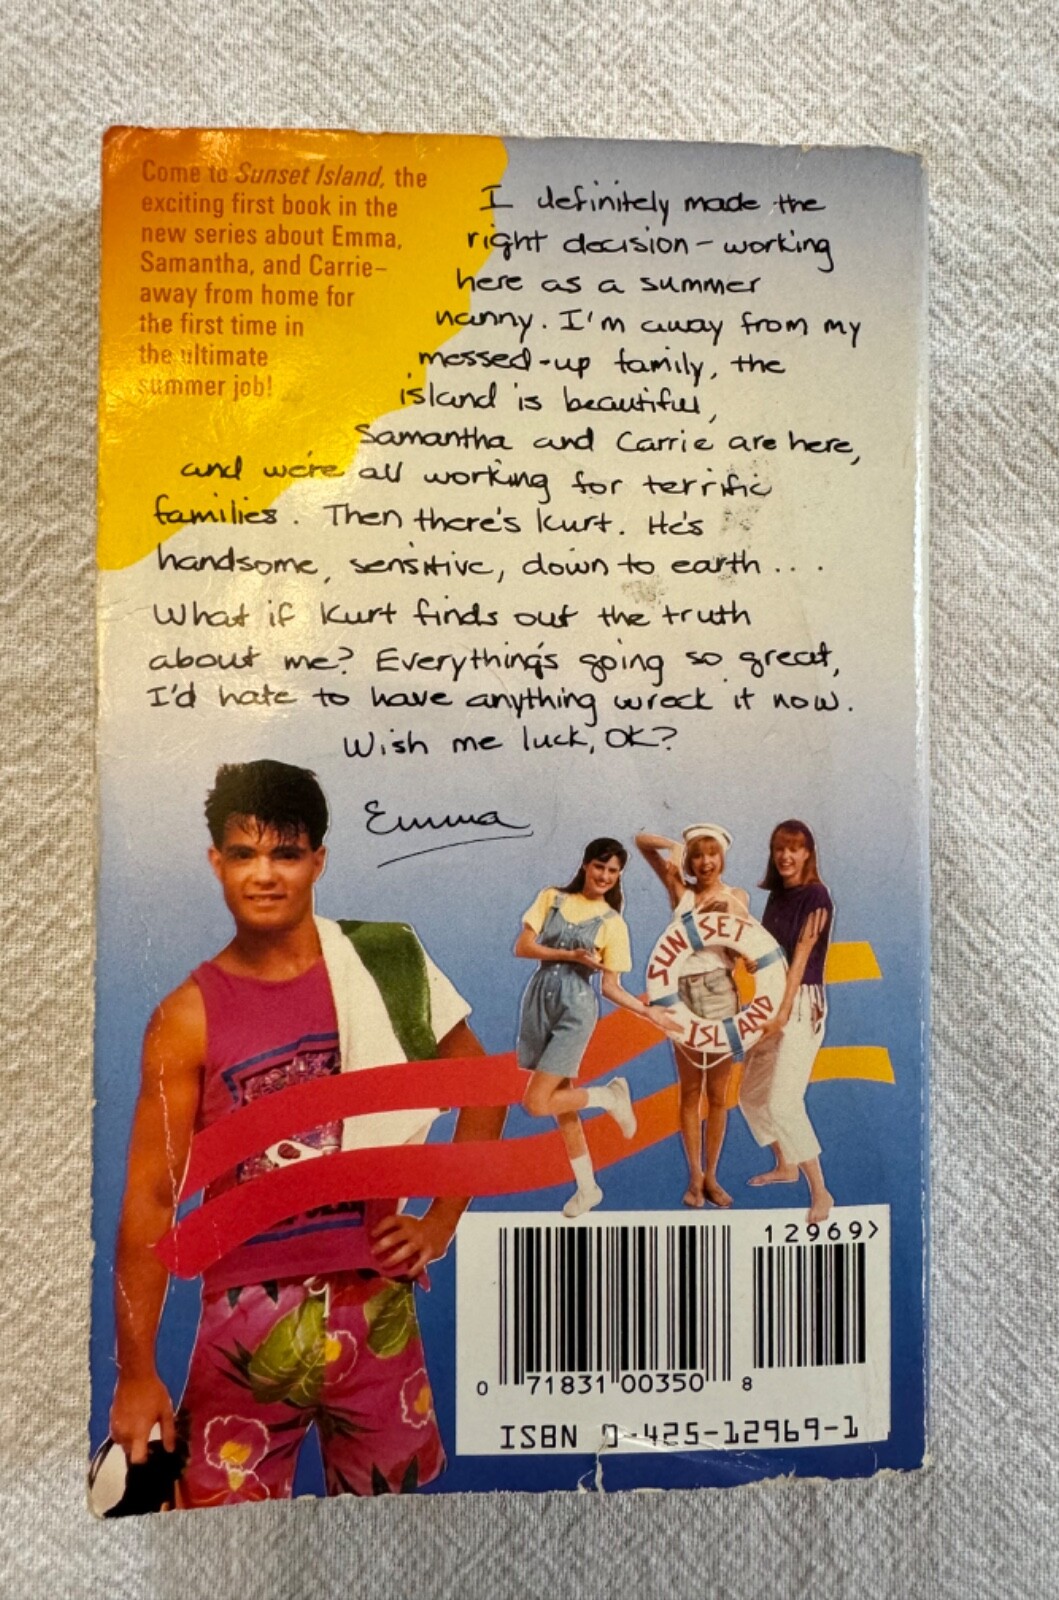 Come to Sunset Island, the
exciting first book in the
new series about Emma,
Samantha, and Carrie–
away from home for
the first time in
the ultimate
summer job!
I definitely made the
right decision – working
here as a summer
nanny. I'm away from my
messed-up family, the
island is beautiful,
Samantha and Carrie are here,
and we're all working for terrific
families. Then there's Kurt. He's
handsome, sensitive, down to earth ....
What if Kurt finds out the truth
about me? Everything's going so great,
I'd hate to have anything wreck it now.
Wish me luck, OK?
Emma
SUNSET
ISLAND
12969>
0 71831 00350 8
ISBN 0-425-12969-1